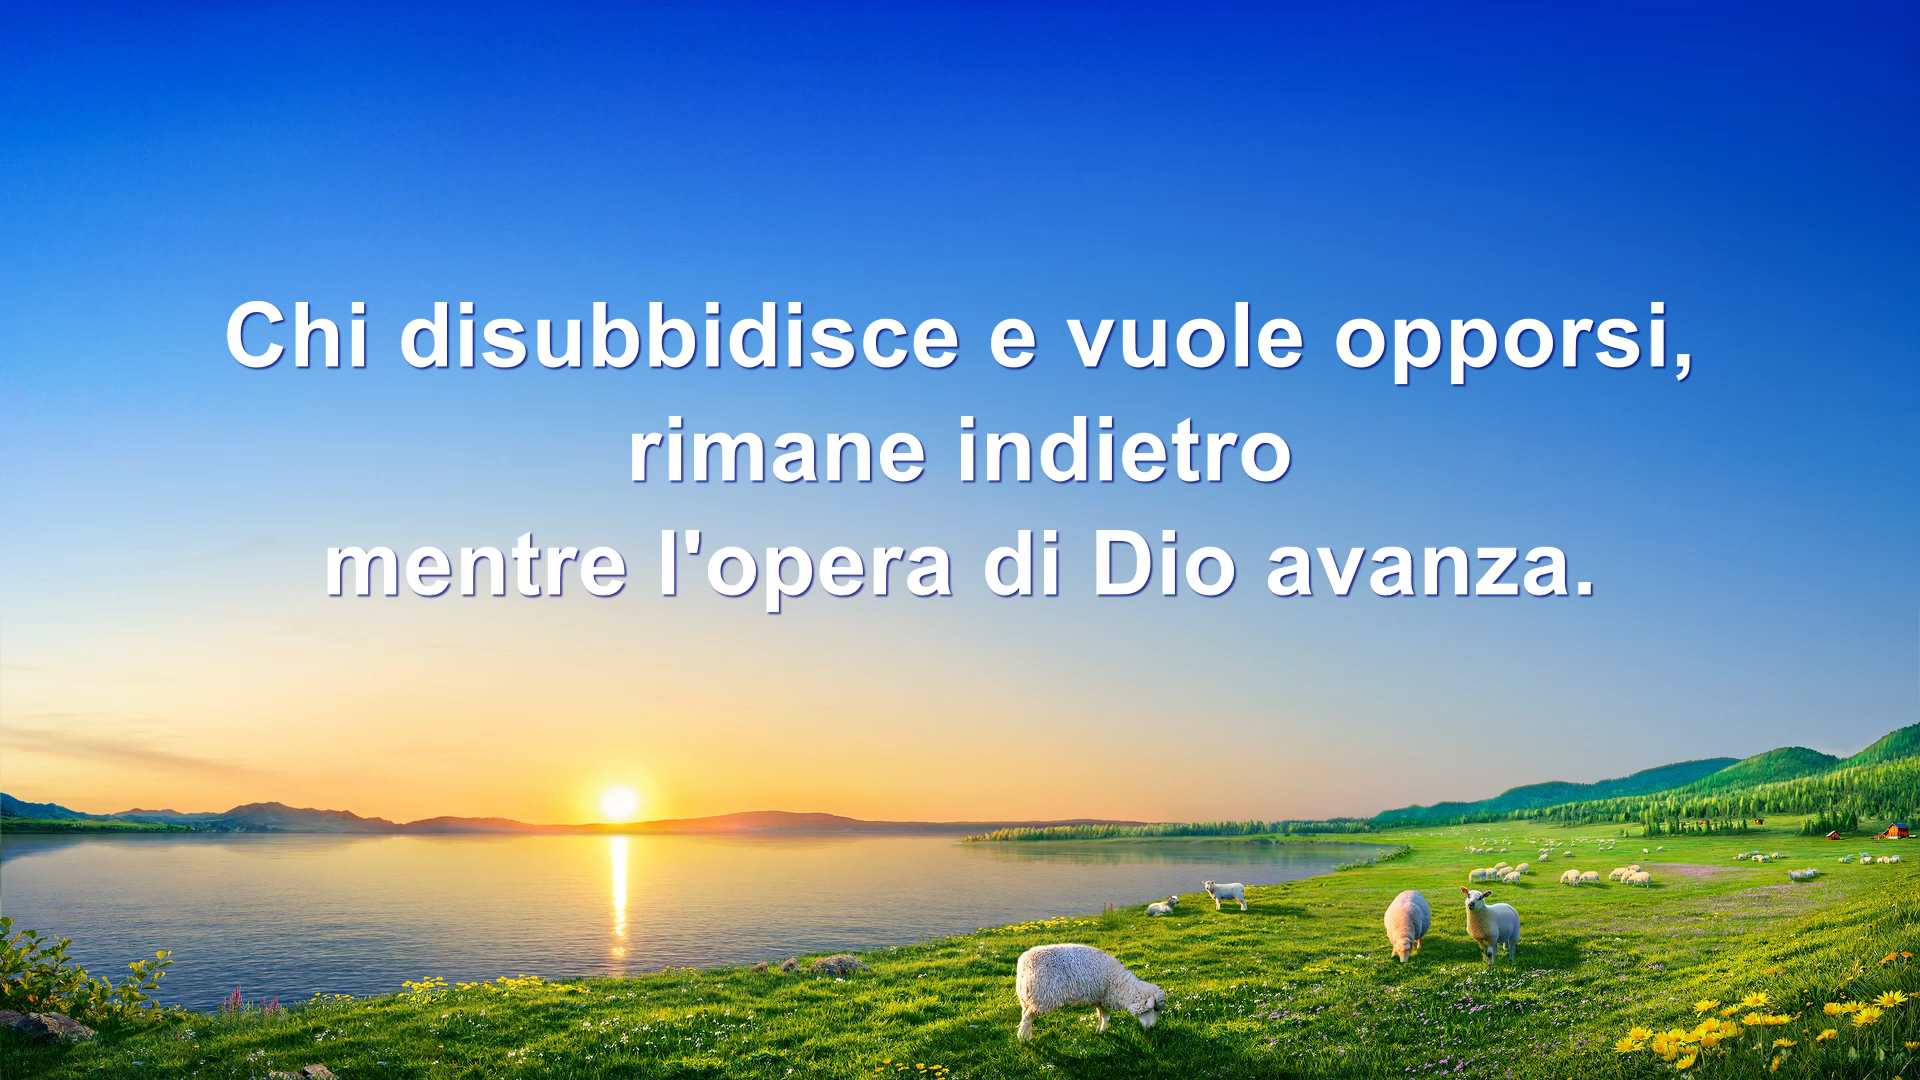 Chi disubbidisce e vuole opporsi,
rimane indietro
mentre l'opera di Dio avanza.